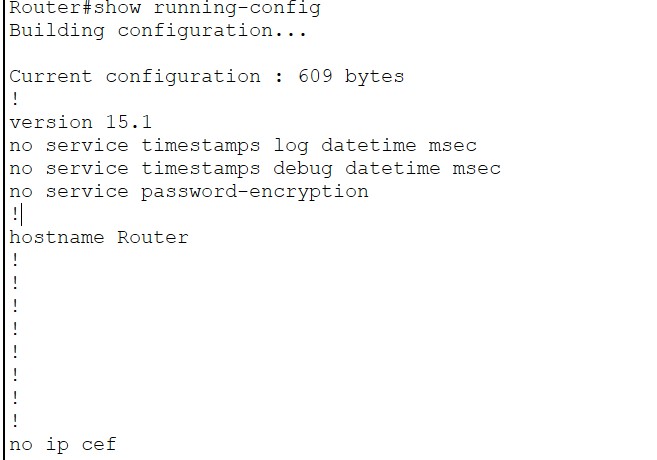 Router#show running-config
Building configuration...
Current configuration : 609 bytes
!
version 15.1
no service timestamps log datetime msec
no service timestamps debug datetime msec
no service password-encryption
!
hostname Router
!
!
!
!
!
!
!
!
no ip cef